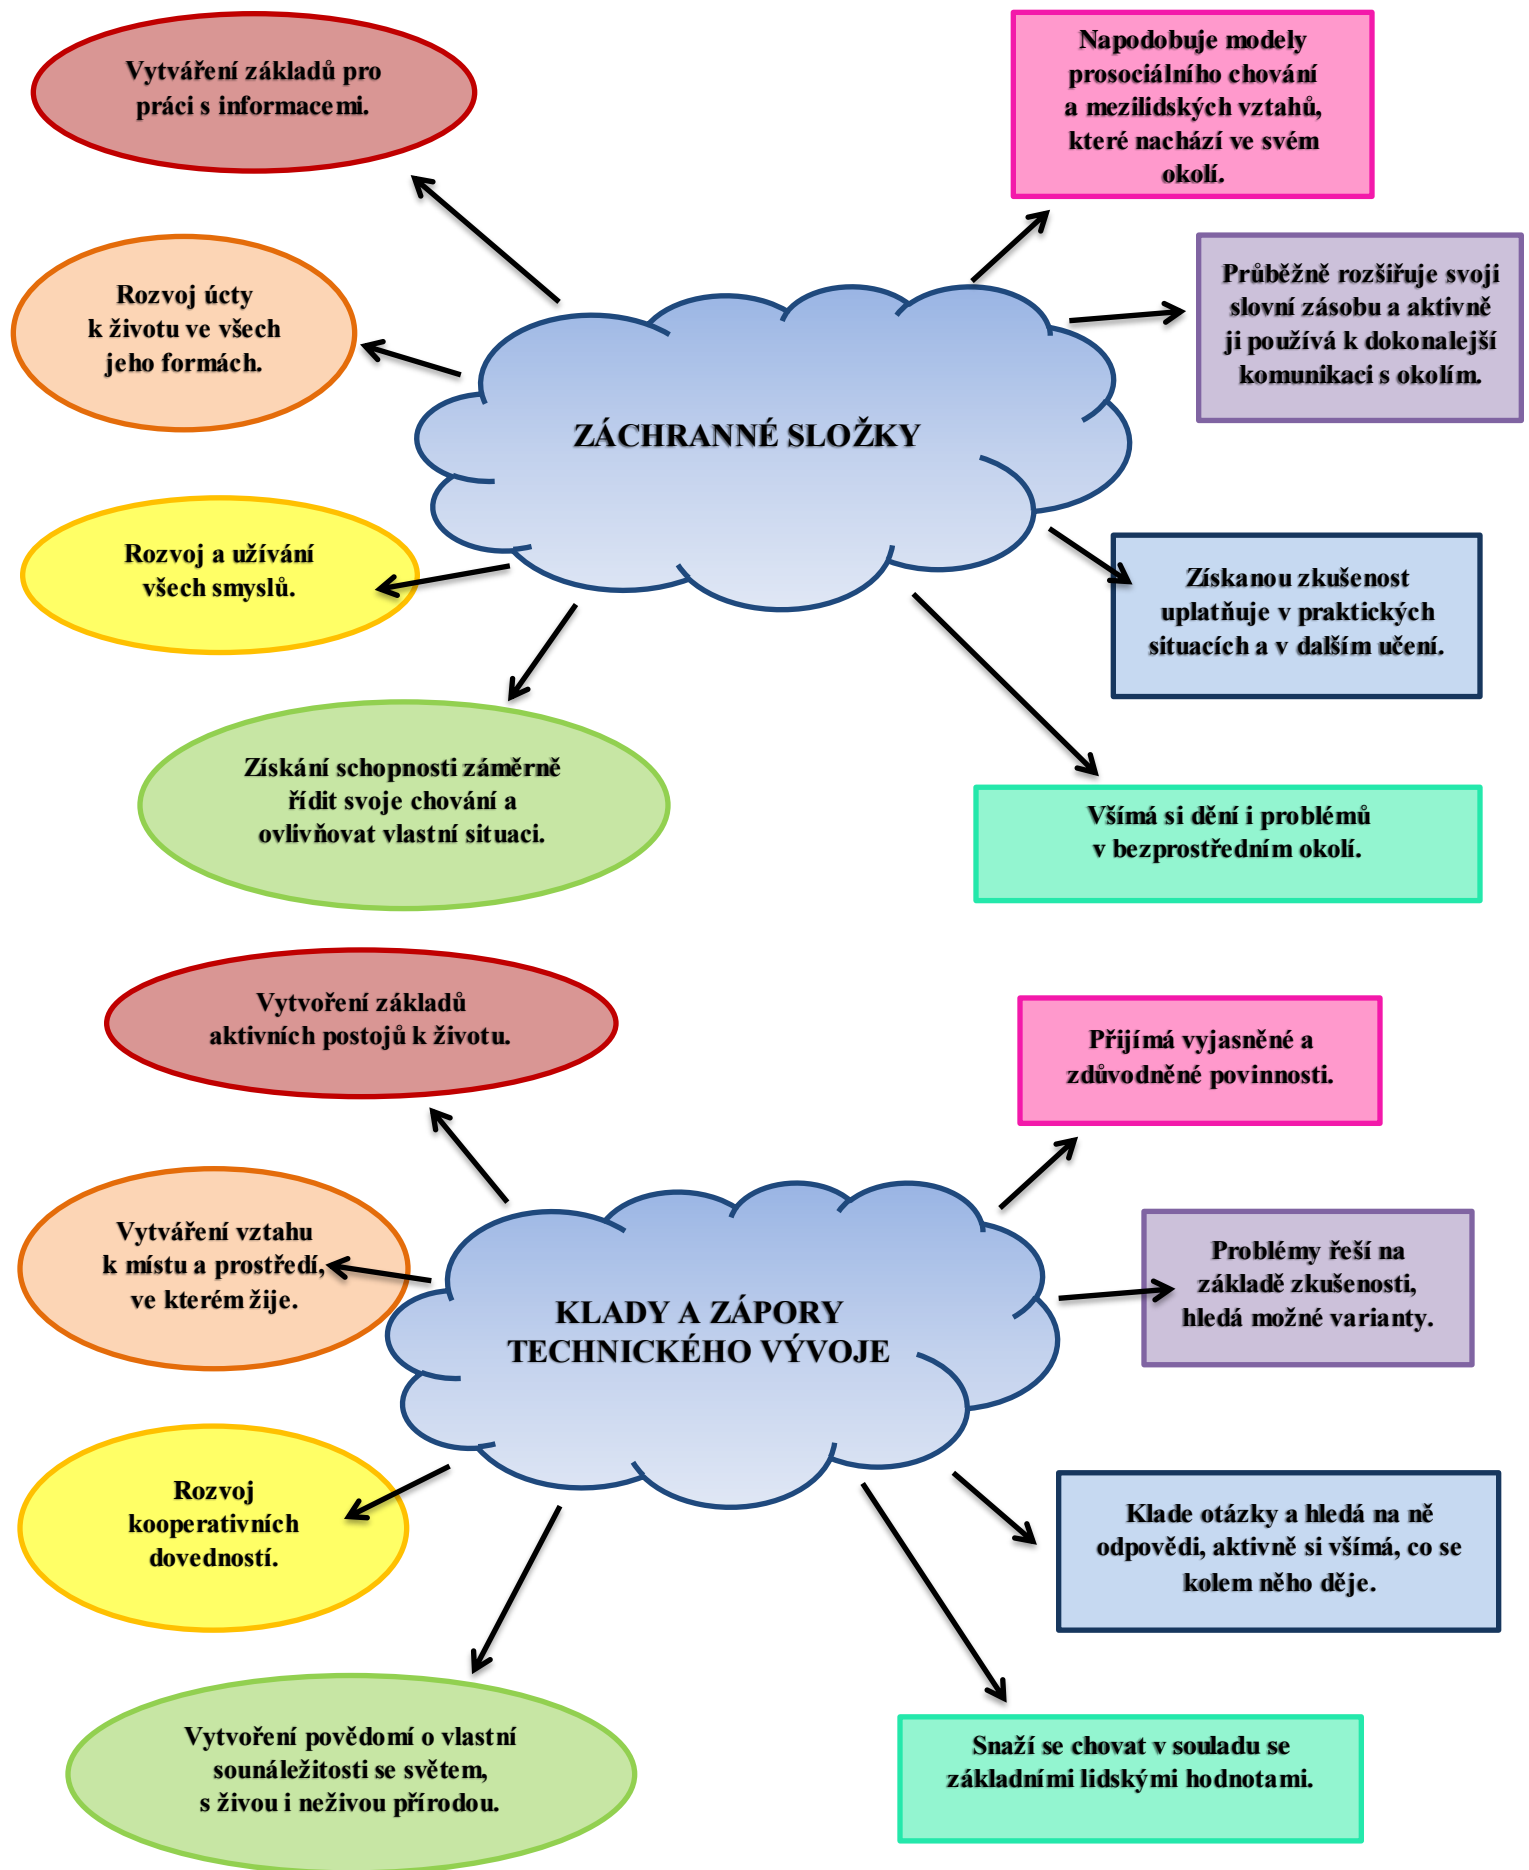 Vytváření základů pro
práci s informacemi.
Napodobuje modely
prosociálního chování
a mezilidských vztahů,
které nachází ve svém
okolí.
Rozvoj úcty
k životu ve všech
jeho formách.
Průběžně rozšiřuje svoji
slovní zásobu a aktivně
ji používá k dokonalejší
komunikaci s okolím.
ZÁCHRANNÉ SLOŽKY
Rozvoj a užívání
všech smyslů.
Získanou zkušenost
uplatňuje v praktických
situacích a v dalším učení.
Získání schopnosti záměrně
řídit svoje chování a
ovlivňovat vlastní situaci.
Všímá si dění i problémů
v bezprostředním okolí.
Vytvoření základů
aktivních postojů k životu.
Přijímá vyjasněné a
zdůvodněné povinnosti.
Vytváření vztahu
k místu a prostředí,
ve kterém žije.
Problémy řeší na
základě zkušenosti,
hledá možné varianty.
KLADY A ZÁPORY
TECHNICKÉHO VÝVOJE
Rozvoj
kooperativních
dovedností.
Klade otázky a hledá na ně
odpovědi, aktivně si všímá, co se
kolem něho děje.
Vytvoření povědomí o vlastní
sounáležitosti se světem,
s živou i neživou přírodou.
Snaží se chovat v souladu se
základními lidskými hodnotami.